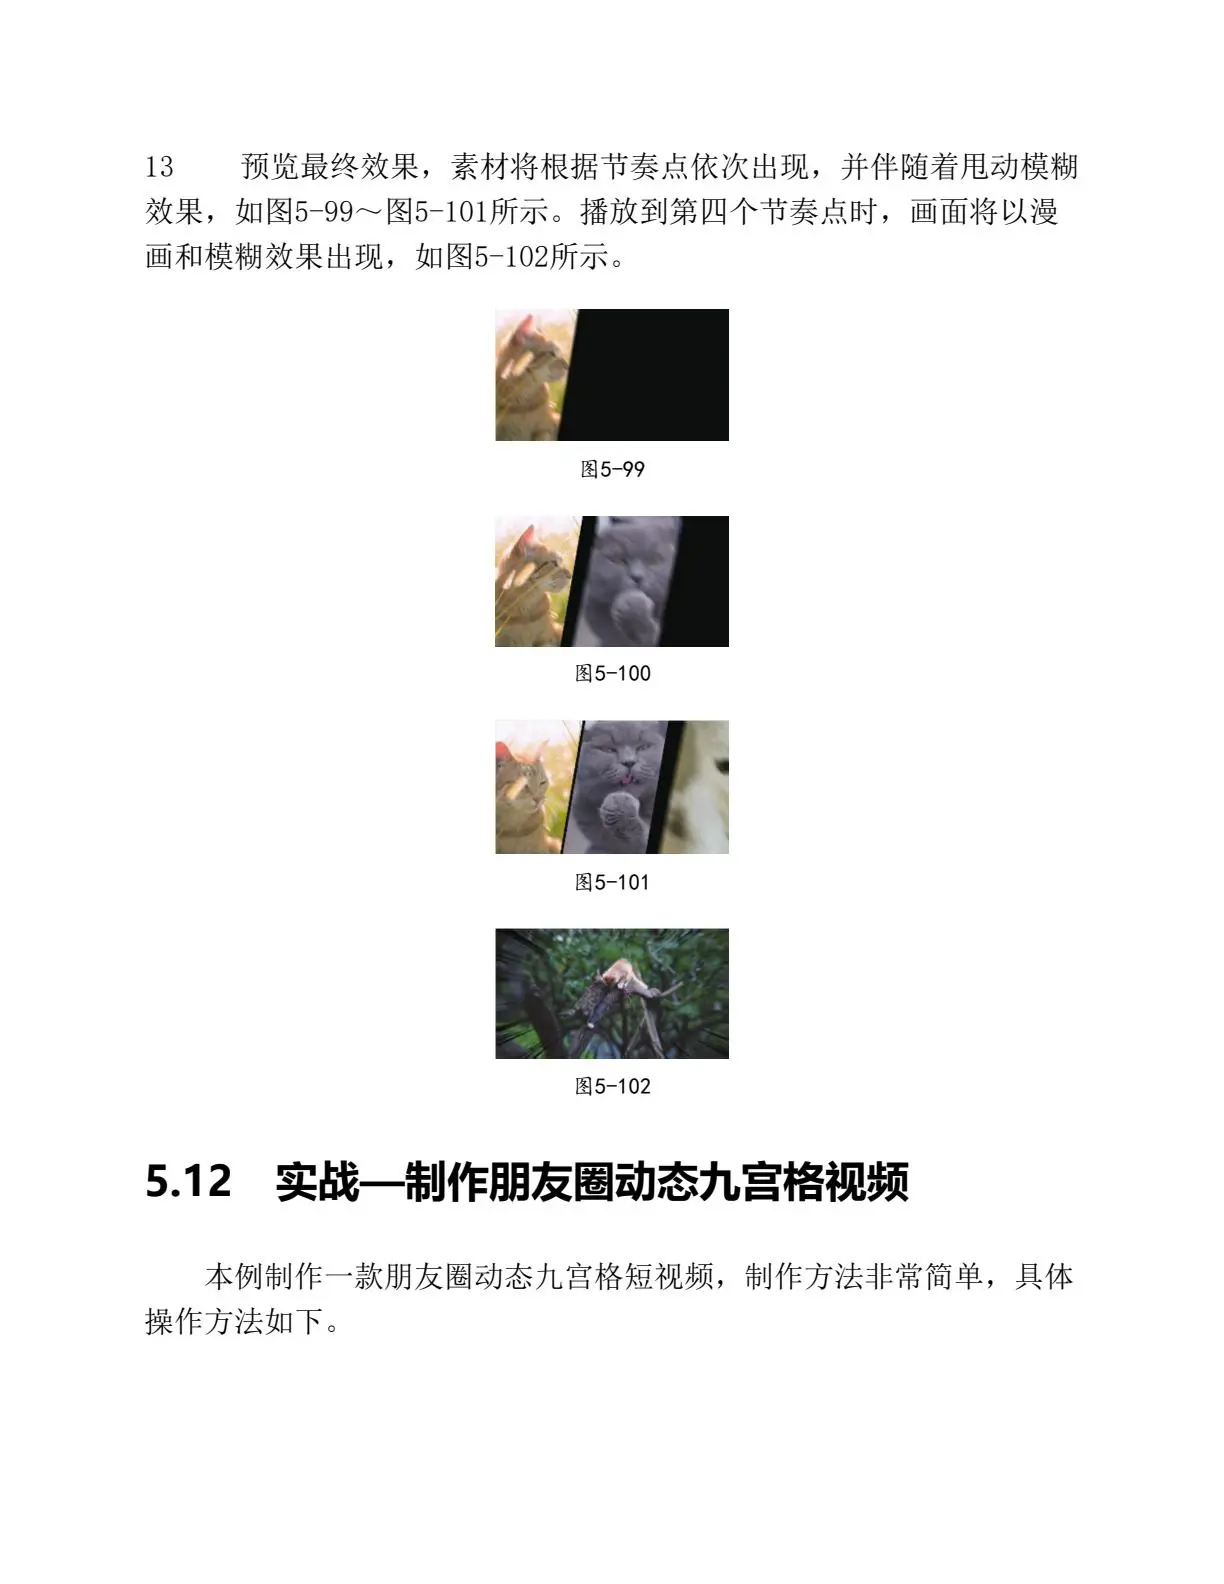 13 预览最终效果，素材将根据节奏点依次出现，并伴随着甩动模糊
效果，如图5-99～图5-101所示。播放到第四个节奏点时，画面将以漫
画和模糊效果出现，如图5-102所示。
图5-99
图5-100
图5-101
图5-102
5.12 实战—制作朋友圈动态九宫格视频
本例制作一款朋友圈动态九宫格短视频，制作方法非常简单，具体
操作方法如下。